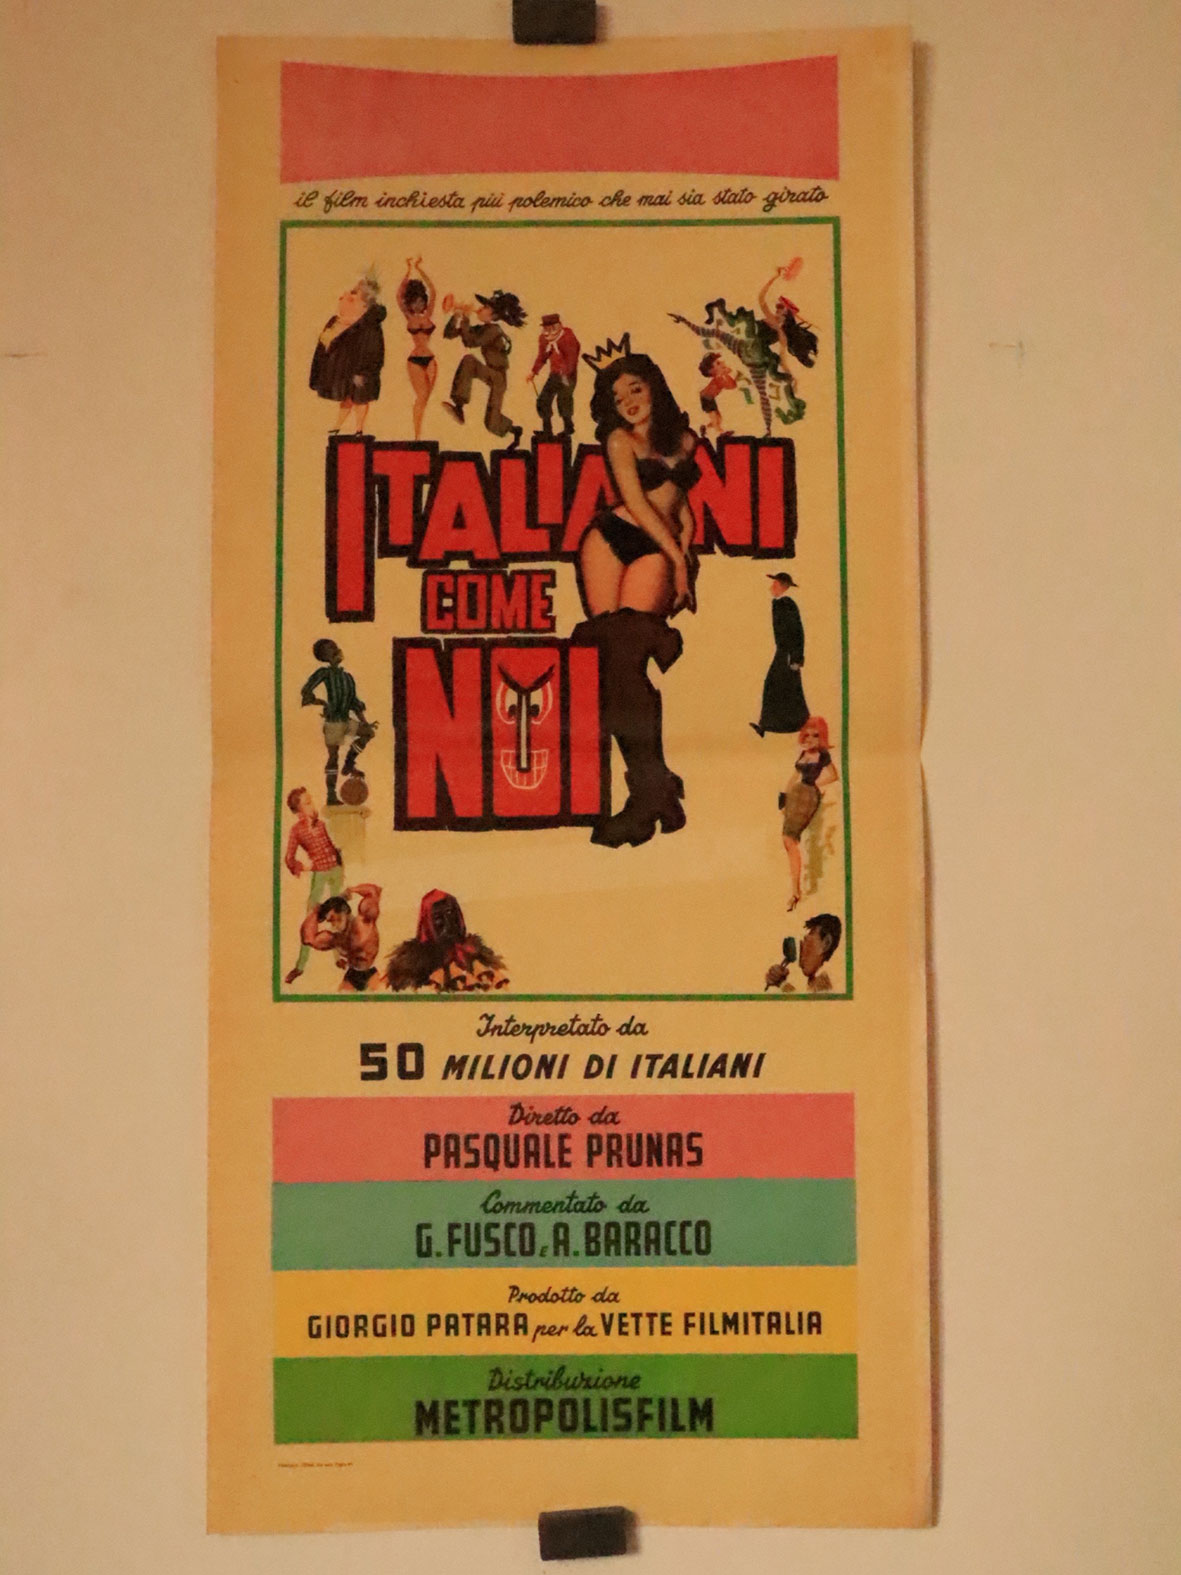 il film inchiesta più polemico che mai sia stato girato
ITALIANI
COME
NOI
Interpretato da
50 MILIONI DI ITALIANI
Diretto da
PASQUALE PRUNAS
Commentato da
G. FUSCO E A. BARACCO
Prodotto da
GIORGIO PATARA per la VETTE FILMITALIA
Distribuzione
METROPOLISFILM